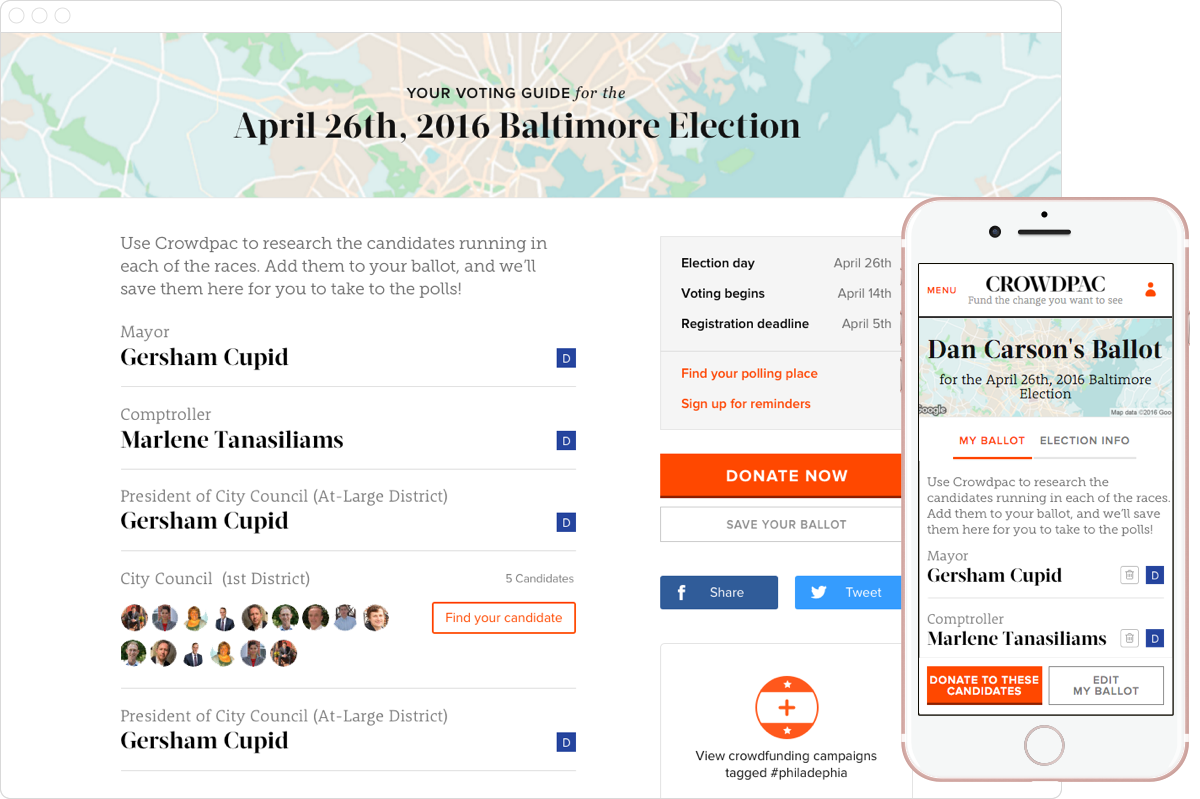 YOUR VOTING GUIDE for the
April 26th, 2016 Baltimore Election
Use Crowdpac to research the candidates running in
each of the races. Add them to your ballot, and we’ll
save them here for you to take to the polls!
Mayor
Gersham Cupid
D
Comptroller
Marlene Tanasiliams
D
President of City Council (At-Large District)
Gersham Cupid
D
City Council (1st District)
5 Candidates
Find your candidate
President of City Council (At-Large District)
Gersham Cupid
D
Election day April 26th
Voting begins April 14th
Registration deadline April 5th
Find your polling place
Sign up for reminders
DONATE NOW
SAVE YOUR BALLOT
f Share
Tweet
View crowdfunding campaigns
tagged #philadephia
MENU
CROWDPAC
Fund the change you want to see
Dan Carson's Ballot
for the April 26th, 2016 Baltimore
Election
Google
Map data ©2016 Goo
MY BALLOT ELECTION INFO
Use Crowdpac to research the
candidates running in each of the races.
Add them to your ballot, and we’ll save
them here for you to take to the polls!
Mayor
Gersham Cupid
D
Comptroller
Marlene Tanasiliams
D
DONATE TO THESE
CANDIDATES
EDIT
MY BALLOT